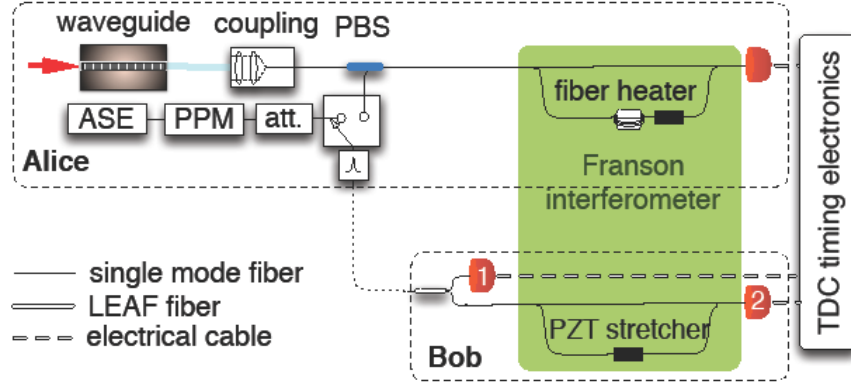 waveguide
coupling
PBS
ASE
PPM
att.
Alice
fiber heater
Franson
interferometer
TDC timing electronics
single mode fiber
LEAF fiber
electrical cable
1
2
PZT stretcher
Bob